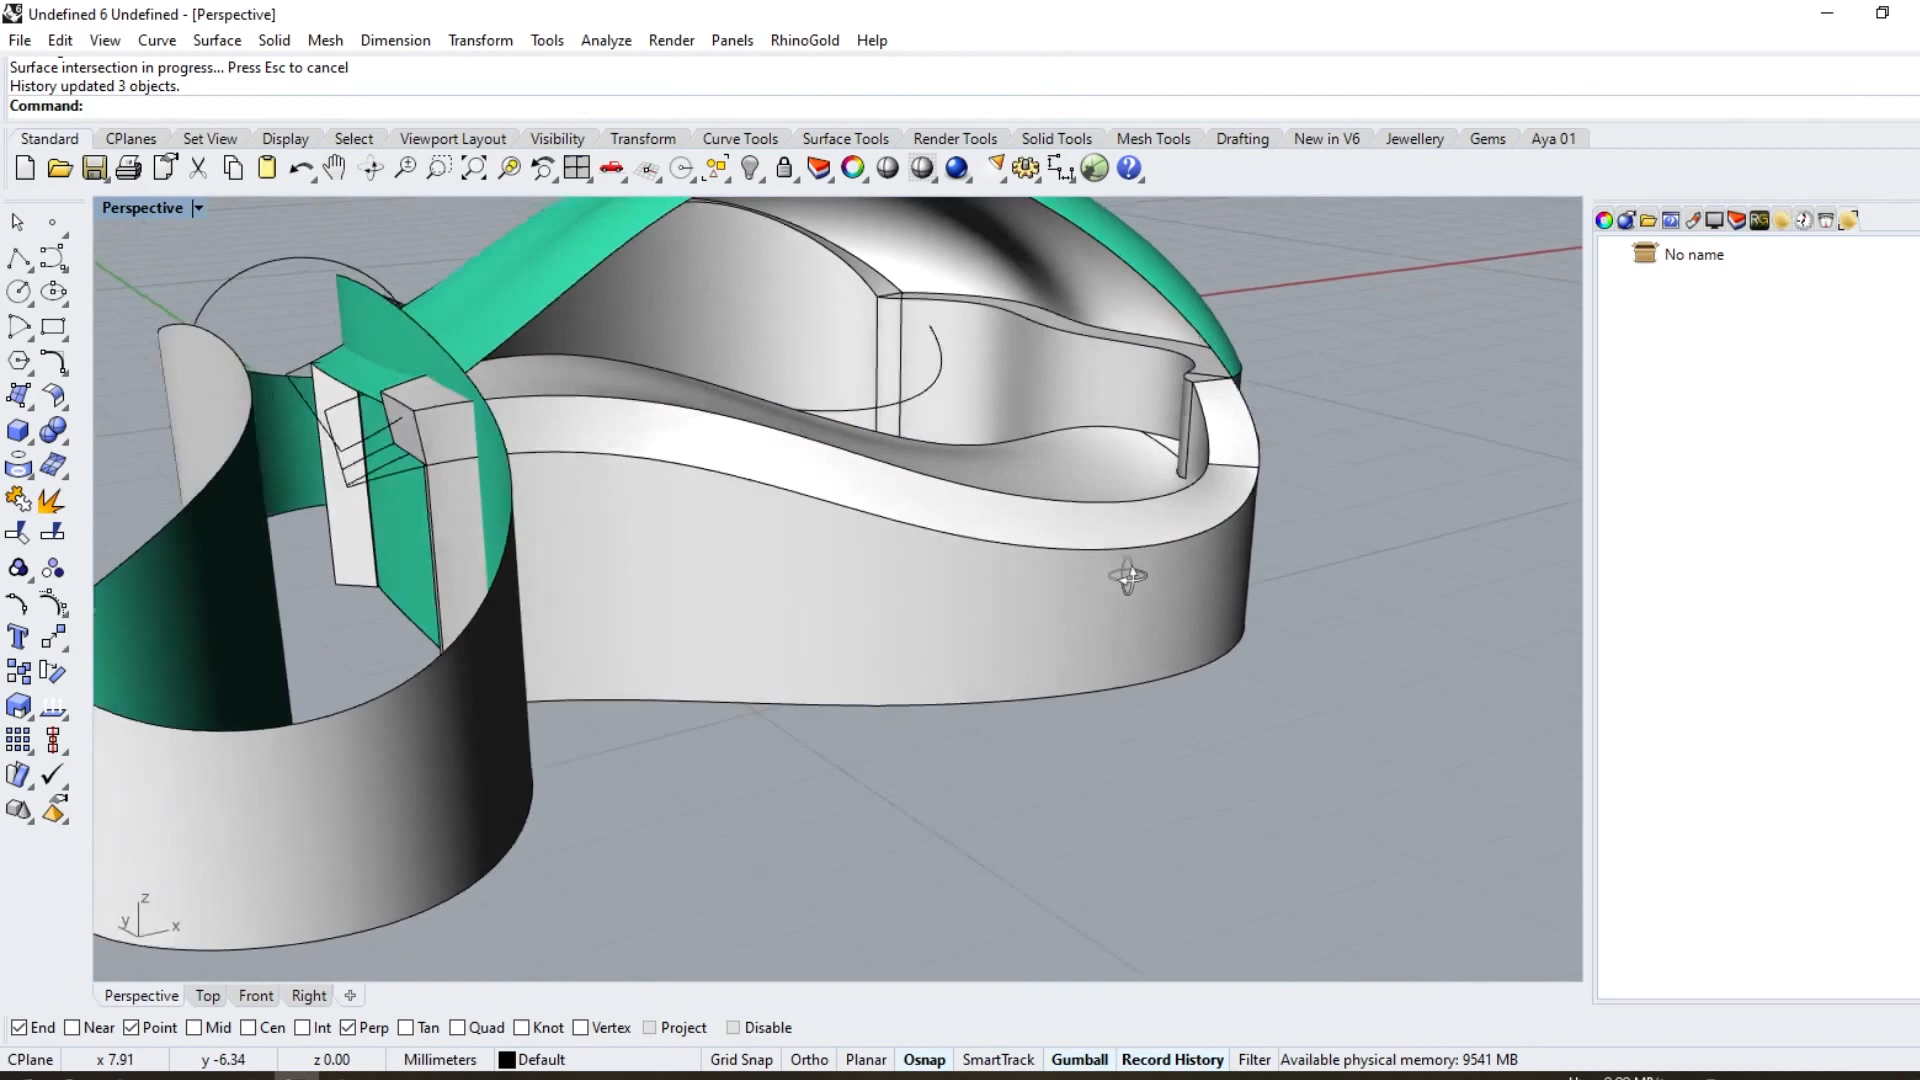 Undefined 6 Undefined - [Perspective]
File Edit View Curve Surface Solid Mesh Dimension Transform Tools Analyze Render Panels RhinoGold Help
Surface intersection in progress... Press Esc to cancel
History updated 3 objects.
Command:
Standard CPlanes Set View Display Select Viewport Layout Visibility Transform Curve Tools Surface Tools Render Tools Solid Tools Mesh Tools Drafting New in V6 Jewellery Gems Aya 01
Perspective
RG
No name
z
y x
Perspective Top Front Right
End Near Point Mid Cen Int Perp Tan Quad Knot Vertex Project Disable
CPlane x 7.91 y -6.34 z 0.00 Millimeters Default Grid Snap Ortho Planar Osnap SmartTrack Gumball Record History Filter Available physical memory: 9541 MB